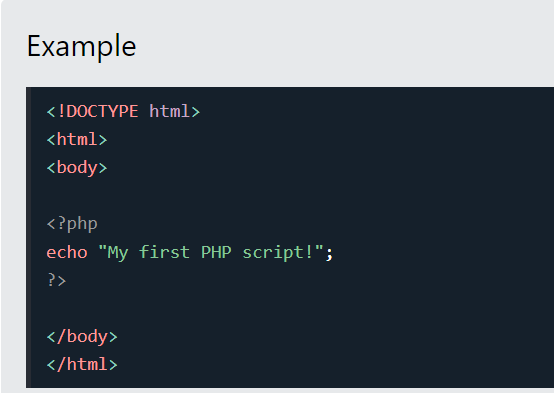 Example
<!DOCTYPE html>
<html>
<body>
<?php
echo "My first PHP script!";
?>
</body>
</html>